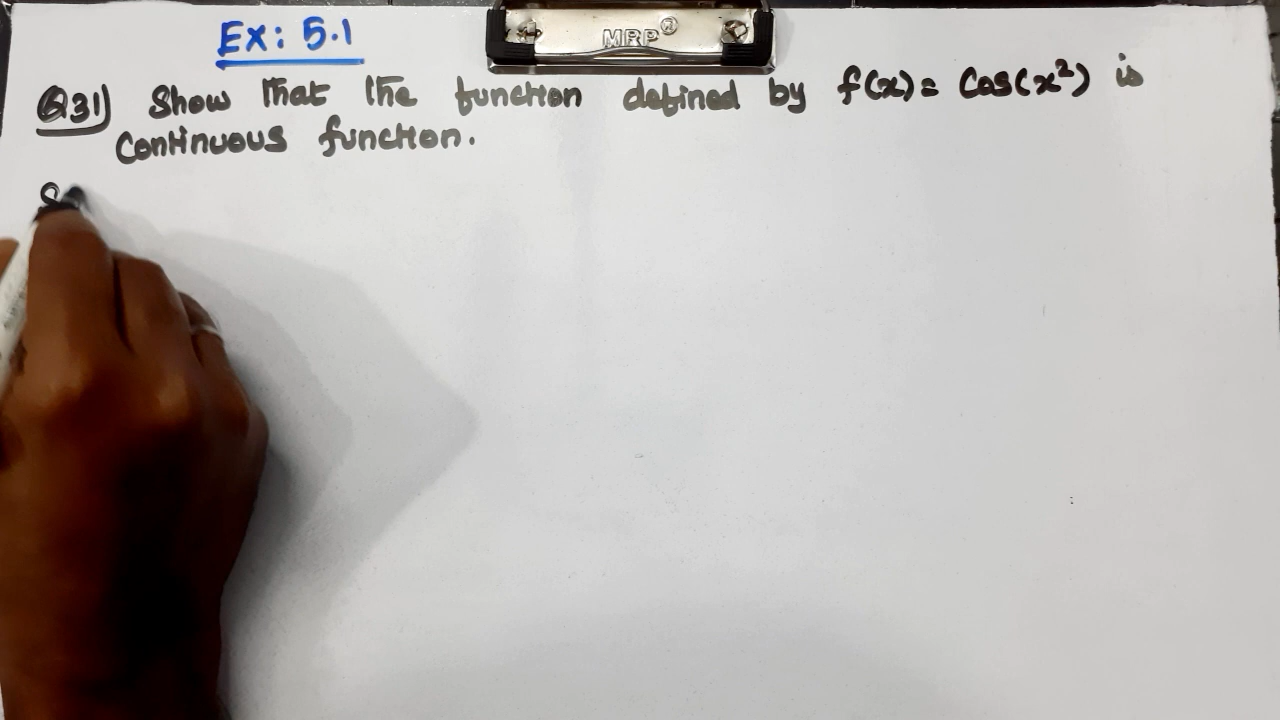 MRP®
Ex: 5.1
Q31) Show that the function defined by f(x) = Cos(x²) is
Continuous function.